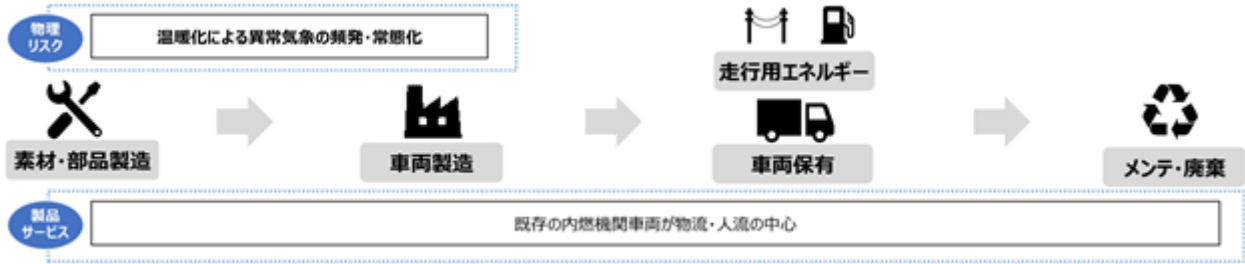 物理
リスク
温暖化による異常気象の頻発・常態化
走行用エネルギー
素材・部品製造
車両製造
車両保有
メンテ・廃棄
製品
サービス
既存の内燃機関車両が物流・人流の中心